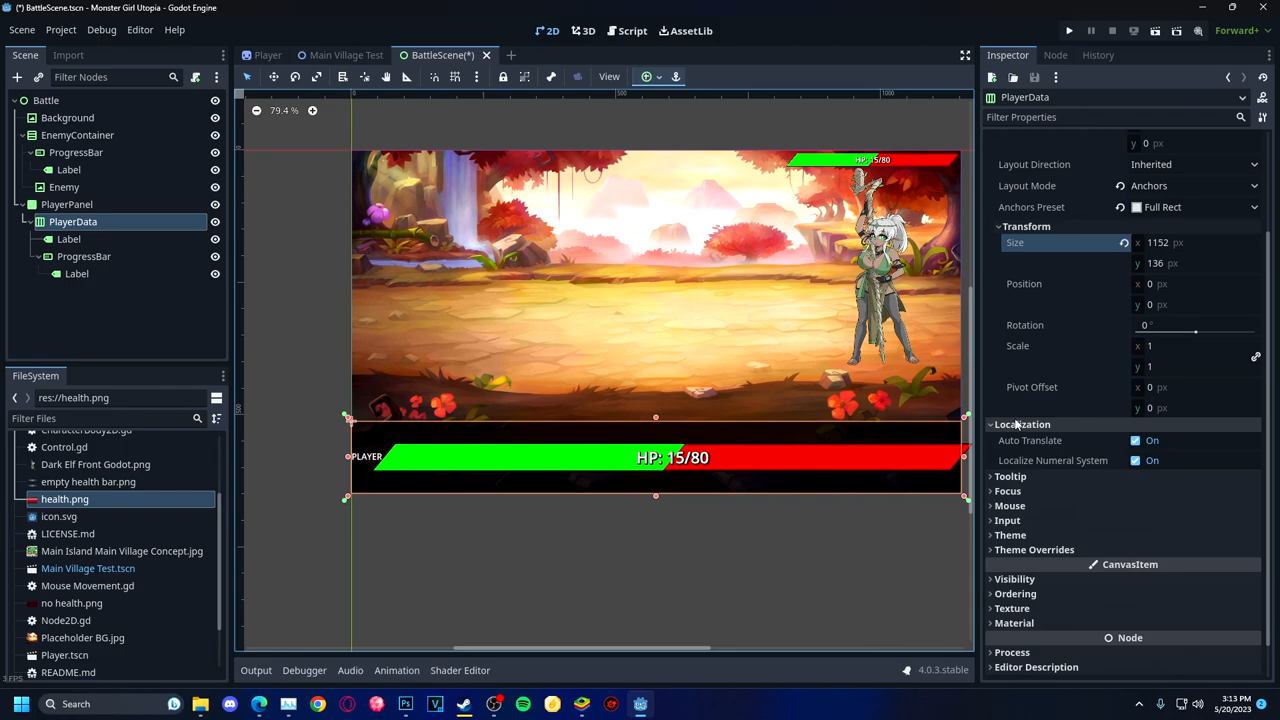 (*) BattleScene.tscn - Monster Girl Utopia - Godot Engine
Scene Project Debug Editor Help
2D 3D Script AssetLib
Forward+
Scene Import
Player Main Village Test BattleScene(*)
Inspector Node History
Filter Nodes
View
79.4 %
0 500 1000
PlayerData
Filter Properties
Battle
Background
EnemyContainer
ProgressBar
Label
Enemy
PlayerPanel
PlayerData
Label
ProgressBar
Label
y 0 px
Layout Direction Inherited
Layout Mode Anchors
Anchors Preset Full Rect
Transform
Size x 1152 px
y 136 px
Position x 0 px
y 0 px
Rotation 0 °
Scale x 1
y 1
Pivot Offset x 0 px
y 0 px
Localization
Auto Translate On
Localize Numeral System On
Tooltip
Focus
Mouse
Input
Theme
Theme Overrides
CanvasItem
Visibility
Ordering
Texture
Material
Node
Process
Editor Description
HP: 15/80
PLAYER
HP: 15/80
FileSystem
res://health.png
Filter Files
CharacterBody2D.gd
Control.gd
Dark Elf Front Godot.png
empty health bar.png
health.png
icon.svg
LICENSE.md
Main Island Main Village Concept.jpg
Main Village Test.tscn
Mouse Movement.gd
no health.png
Node2D.gd
Placeholder BG.jpg
Player.tscn
README.md
Output Debugger Audio Animation Shader Editor
4.0.3.stable
3 FPS
Search
3:13 PM
5/20/2023